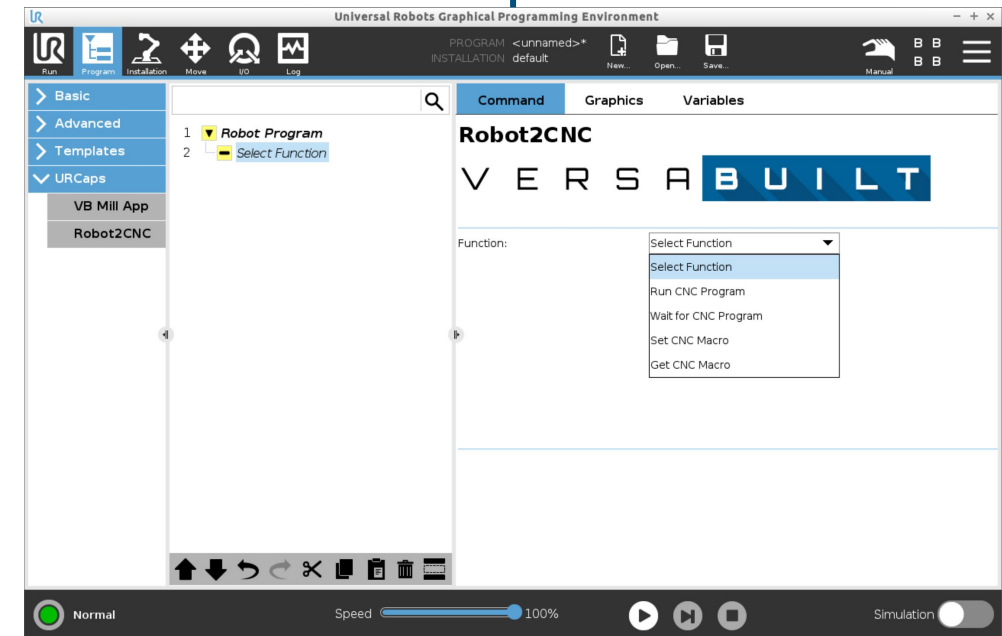 Universal Robots Graphical Programming Environment
Run
Program
Installation
Move
I/O
Log
PROGRAM <unnamed>*
INSTALLATION default
New...
Open...
Save...
Manual
B B
B B
Basic
Advanced
Templates
URCaps
VB Mill App
Robot2CNC
1 Robot Program
2 Select Function
Command Graphics Variables
Robot2CNC
VERSABUILT
Function: Select Function
Select Function
Run CNC Program
Wait for CNC Program
Set CNC Macro
Get CNC Macro
Normal
Speed 100%
Simulation